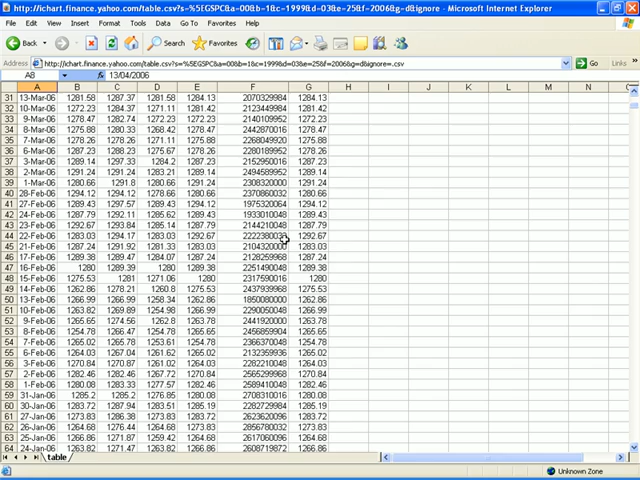 http://ichart.finance.yahoo.com/table.csv?s=%5EGSPC&a=00&b=1&c=1999&d=03&e=25&f=2006&g=d&ignore - Microsoft Internet Explorer
File Edit View Insert Format Tools Data Go To Favorites Help
Back Search Favorites
Address http://ichart.finance.yahoo.com/table.csv?s=%5EGSPC&a=00&b=1&c=1999&d=03&e=25&f=2006&g=d&ignore=.csv Go Links
A8 fx 13/04/2006
A B C D E F G H I J K L M N
31 13-Mar-06 1281.58 1287.37 1281.58 1284.13 2070329984 1284.13
32 10-Mar-06 1272.23 1284.37 1271.11 1281.42 2123449984 1281.42
33 9-Mar-06 1278.47 1282.74 1272.23 1272.23 2140109952 1272.23
34 8-Mar-06 1275.88 1280.33 1268.42 1278.47 2442870016 1278.47
35 7-Mar-06 1278.26 1278.26 1271.11 1275.88 2268049920 1275.88
36 6-Mar-06 1287.23 1288.23 1275.67 1278.26 2280189952 1278.26
37 3-Mar-06 1289.14 1297.33 1284.2 1287.23 2152950016 1287.23
38 2-Mar-06 1291.24 1291.24 1283.21 1289.14 2494589952 1289.14
39 1-Mar-06 1280.66 1291.8 1280.66 1291.24 2308320000 1291.24
40 28-Feb-06 1294.12 1294.12 1278.66 1280.66 2370860032 1280.66
41 27-Feb-06 1289.43 1297.57 1289.43 1294.12 1975320064 1294.12
42 24-Feb-06 1287.79 1292.11 1285.62 1289.43 1933010048 1289.43
43 23-Feb-06 1292.67 1293.84 1285.14 1287.79 2144210048 1287.79
44 22-Feb-06 1283.03 1294.17 1283.03 1292.67 1292.67
45 21-Feb-06 1287.24 1291.92 1281.33 1283.03 2104320000 1283.03
46 17-Feb-06 1289.38 1289.47 1284.07 1287.24 2128259968 1287.24
47 16-Feb-06 1280 1289.39 1280 1289.38 2251490048 1289.38
48 15-Feb-06 1275.53 1281 1271.06 1280 2317590016 1280
49 14-Feb-06 1262.86 1278.21 1260.8 1275.53 2437939968 1275.53
50 13-Feb-06 1266.99 1266.99 1258.34 1262.86 1850080000 1262.86
51 10-Feb-06 1263.82 1269.89 1254.98 1266.99 2290050048 1266.99
52 9-Feb-06 1265.65 1274.56 1262.8 1263.78 2441920000 1263.78
53 8-Feb-06 1254.78 1266.47 1254.78 1265.65 2456859904 1265.65
54 7-Feb-06 1265.02 1265.78 1253.61 1254.78 2366370048 1254.78
55 6-Feb-06 1264.03 1267.04 1261.62 1265.02 2132359936 1265.02
56 3-Feb-06 1270.84 1270.87 1261.02 1264.03 2282210048 1264.03
57 2-Feb-06 1282.46 1282.46 1267.72 1270.84 2565299968 1270.84
58 1-Feb-06 1280.08 1283.33 1277.57 1282.46 2589410048 1282.46
59 31-Jan-06 1285.2 1285.2 1276.85 1280.08 2708310016 1280.08
60 30-Jan-06 1283.72 1287.94 1283.51 1285.19 2282729984 1285.19
61 27-Jan-06 1273.83 1286.38 1273.83 1283.72 2623620096 1283.72
62 26-Jan-06 1264.68 1276.44 1264.68 1273.83 2856780032 1273.83
63 25-Jan-06 1266.86 1271.87 1259.42 1264.68 2617060096 1264.68
64 24-Jan-06 1263.82 1271.47 1263.82 1266.86 2608719872 1266.86
table
Unknown Zone